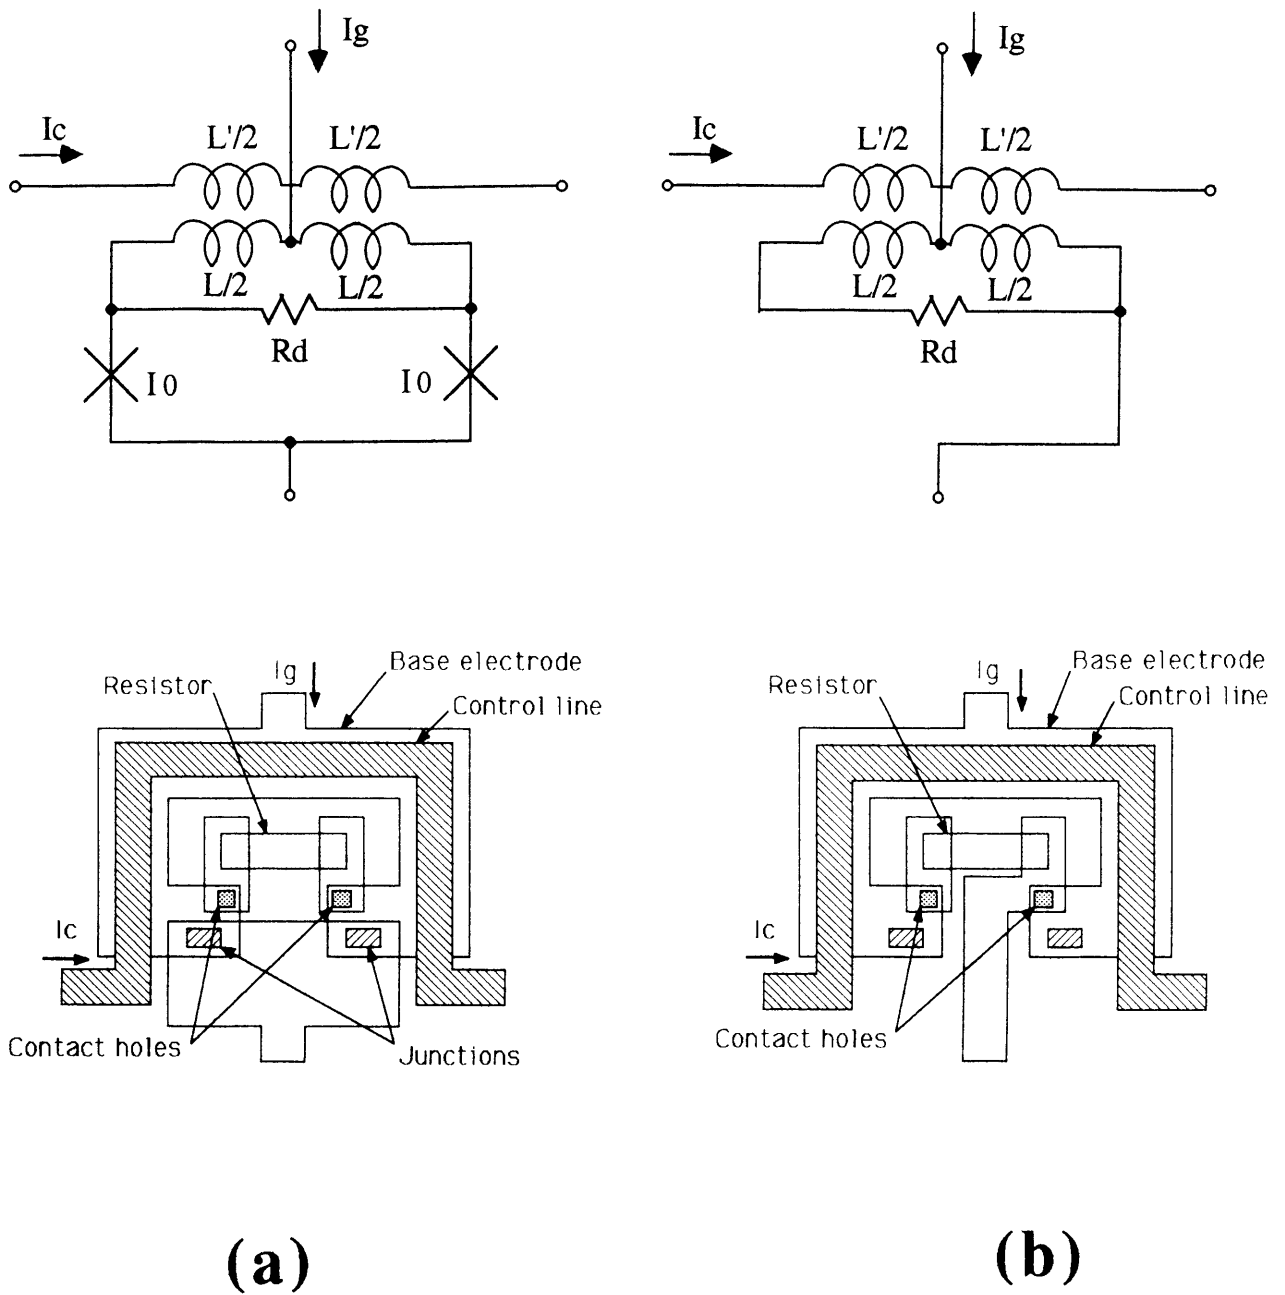 Ig
Ic
L'/2 L'/2
L/2 L/2
Rd
I0 I0
Ig
Ic
L'/2 L'/2
L/2 L/2
Rd
Ig
Base electrode
Resistor
Control line
Ic
Contact holes
Junctions
(a)
Ig
Base electrode
Resistor
Control line
Ic
Contact holes
(b)